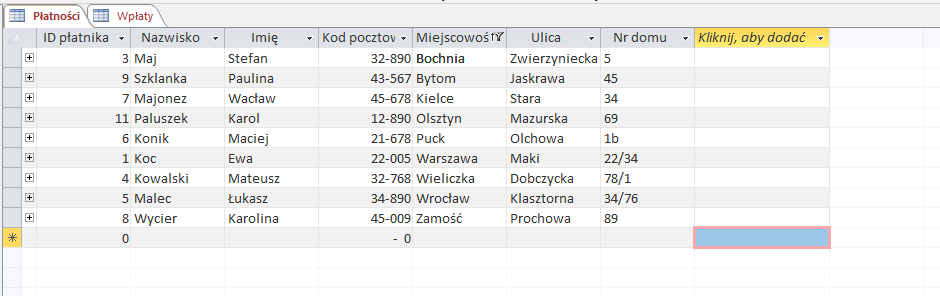 Płatności Wpłaty
ID płatnika Nazwisko Imię Kod pocztow Miejscowość Ulica Nr domu Kliknij, aby dodać
3 Maj Stefan 32-890 Bochnia Zwierzyniecka 5
9 Szklanka Paulina 43-567 Bytom Jaskrawa 45
7 Majonez Wacław 45-678 Kielce Stara 34
11 Paluszek Karol 12-890 Olsztyn Mazurska 69
6 Konik Maciej 21-678 Puck Olchowa 1b
1 Koc Ewa 22-005 Warszawa Maki 22/34
4 Kowalski Mateusz 32-768 Wieliczka Dobczycka 78/1
5 Malec Łukasz 34-890 Wrocław Klasztorna 34/76
8 Wycier Karolina 45-009 Zamość Prochowa 89
0 - 0